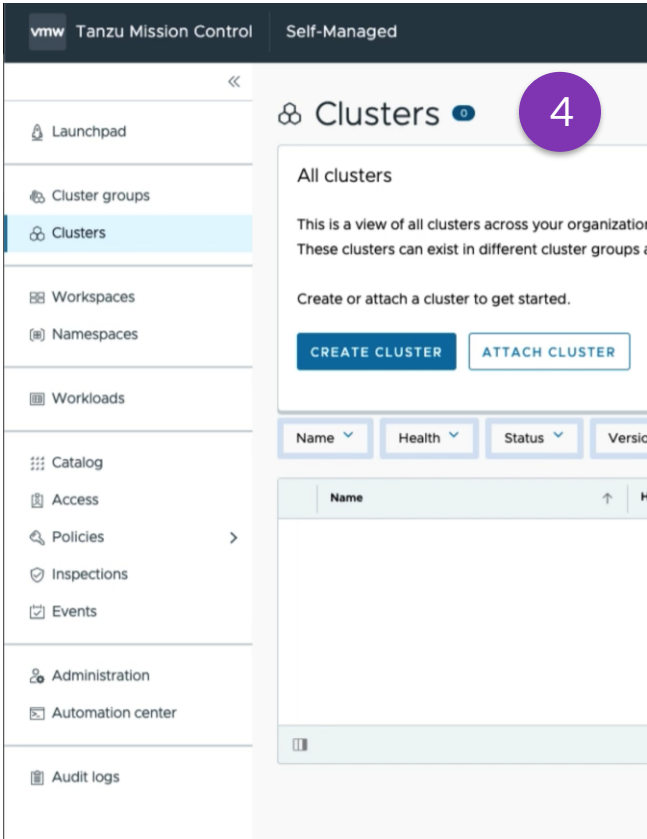 vmw Tanzu Mission Control Self-Managed
Launchpad
Cluster groups
Clusters
Workspaces
Namespaces
Workloads
Catalog
Access
Policies
Inspections
Events
Administration
Automation center
Audit logs
Clusters 0
4
All clusters
This is a view of all clusters across your organization
These clusters can exist in different cluster groups
Create or attach a cluster to get started.
CREATE CLUSTER ATTACH CLUSTER
Name Health Status
Name